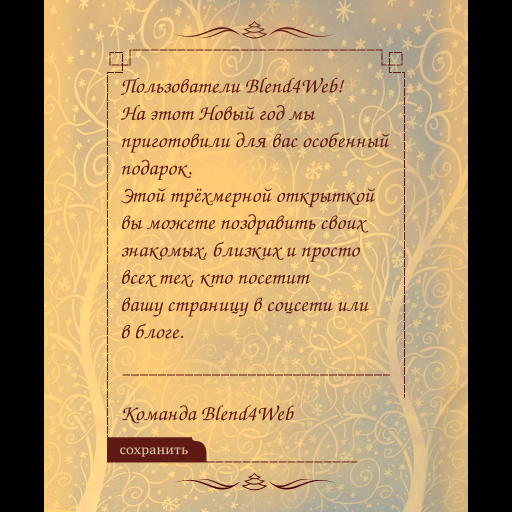 Пользователи Blend4Web!
На этот Новый год мы
приготовили для вас особенный
подарок.
Этой трёхмерной открыткой
вы можете поздравить своих
знакомых, близких и просто
всех тех, кто посетит
вашу страницу в соцсети или
в блоге.
Команда Blend4Web
сохранить